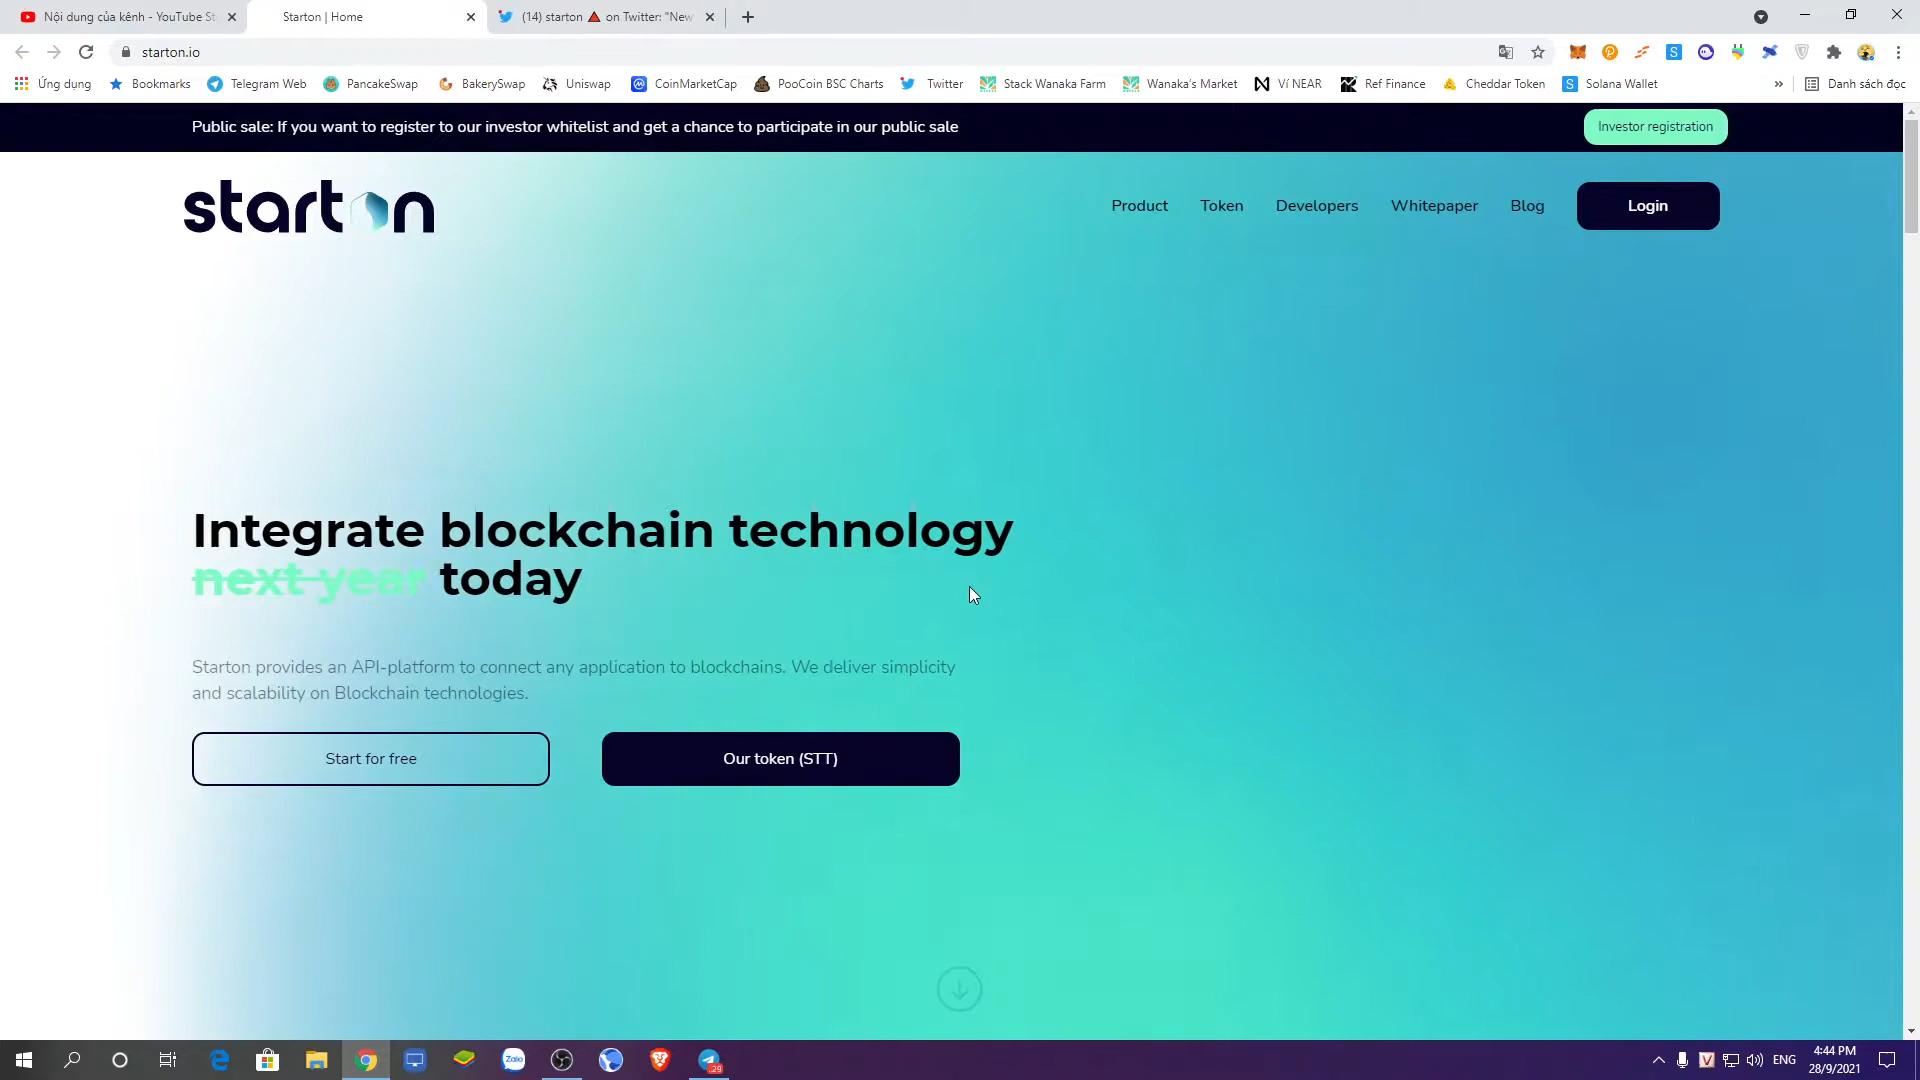 Nội dung của kênh - YouTube St
Starton | Home
(14) starton 🔺 on Twitter: "New
starton.io
Ứng dụng
Bookmarks
Telegram Web
PancakeSwap
BakerySwap
Uniswap
CoinMarketCap
PooCoin BSC Charts
Twitter
Stack Wanaka Farm
Wanaka's Market
Ví NEAR
Ref Finance
Cheddar Token
Solana Wallet
»
Danh sách đọc
Public sale: If you want to register to our investor whitelist and get a chance to participate in our public sale
Investor registration
starton
Product
Token
Developers
Whitepaper
Blog
Login
Integrate blockchain technology
next year today
Starton provides an API-platform to connect any application to blockchains. We deliver simplicity
and scalability on Blockchain technologies.
Start for free
Our token (STT)
Zalo
29
V
ENG
4:44 PM
28/9/2021